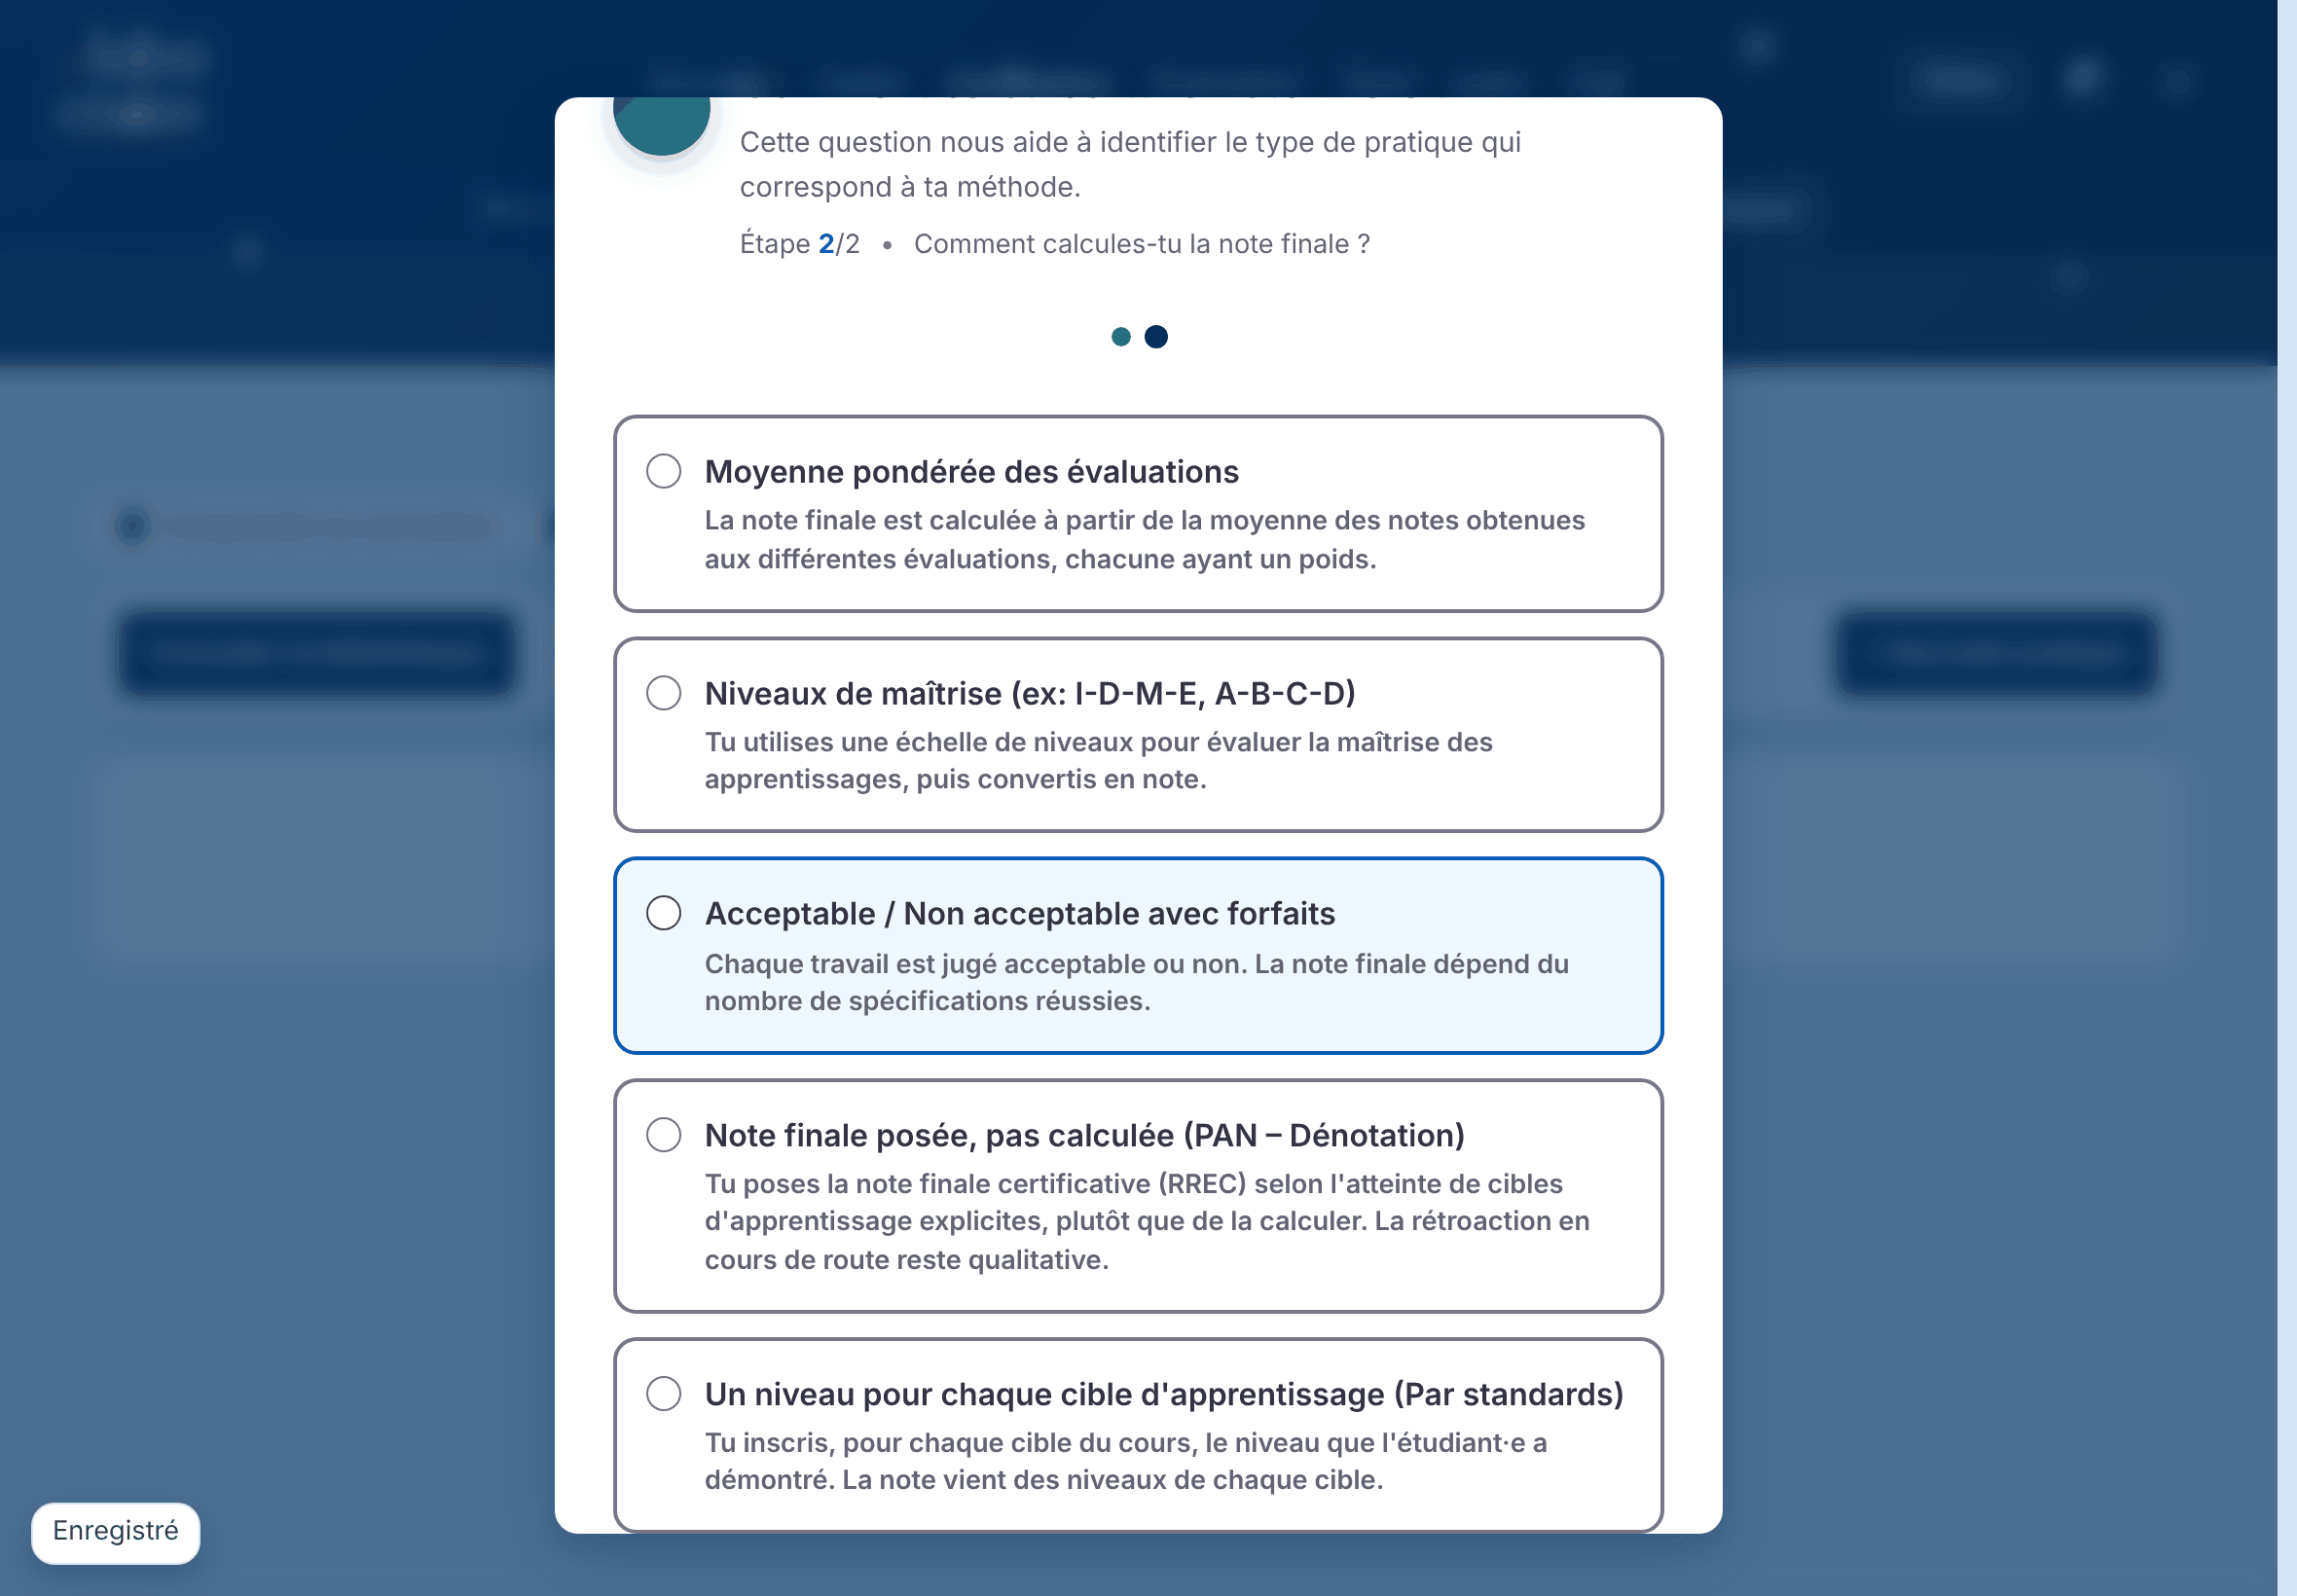 Cette question nous aide à identifier le type de pratique qui
correspond à ta méthode.
Étape 2/2 • Comment calcules-tu la note finale ?
Moyenne pondérée des évaluations
La note finale est calculée à partir de la moyenne des notes obtenues
aux différentes évaluations, chacune ayant un poids.
Niveaux de maîtrise (ex: I-D-M-E, A-B-C-D)
Tu utilises une échelle de niveaux pour évaluer la maîtrise des
apprentissages, puis convertis en note.
Acceptable / Non acceptable avec forfaits
Chaque travail est jugé acceptable ou non. La note finale dépend du
nombre de spécifications réussies.
Note finale posée, pas calculée (PAN – Dénotation)
Tu poses la note finale certificative (RREC) selon l'atteinte de cibles
d'apprentissage explicites, plutôt que de la calculer. La rétroaction en
cours de route reste qualitative.
Un niveau pour chaque cible d'apprentissage (Par standards)
Tu inscris, pour chaque cible du cours, le niveau que l'étudiant·e a
démontré. La note vient des niveaux de chaque cible.
Enregistré